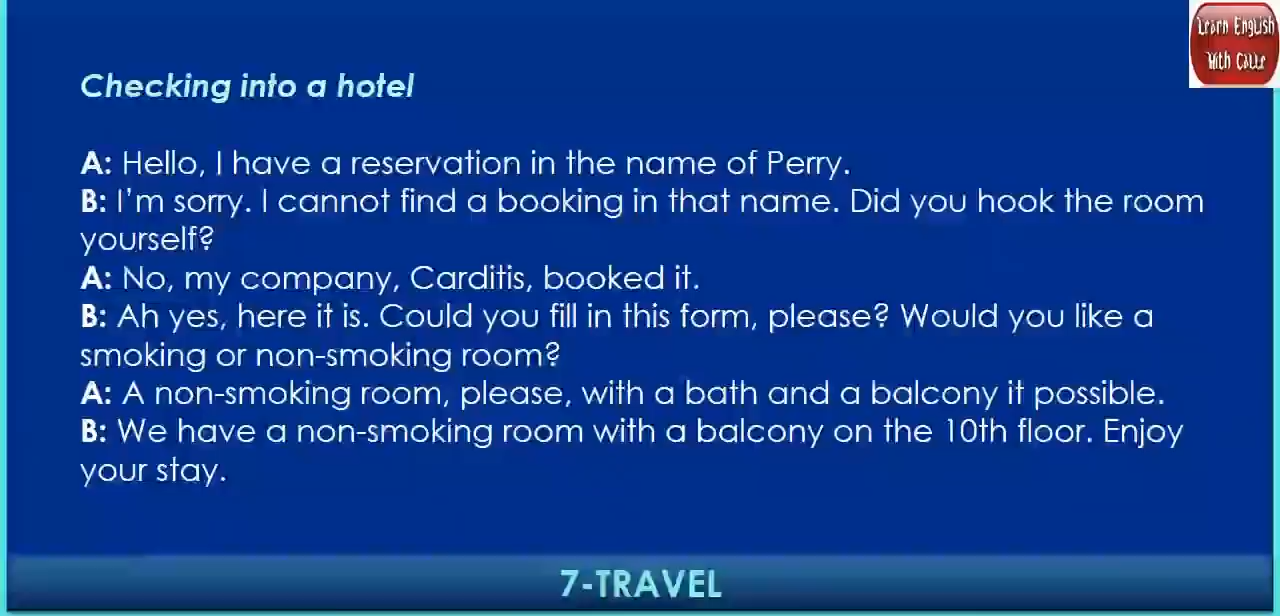 Learn English
With Calls
Checking into a hotel
A: Hello, I have a reservation in the name of Perry.
B: I'm sorry. I cannot find a booking in that name. Did you hook the room
yourself?
A: No, my company, Carditis, booked it.
B: Ah yes, here it is. Could you fill in this form, please? Would you like a
smoking or non-smoking room?
A: A non-smoking room, please, with a bath and a balcony it possible.
B: We have a non-smoking room with a balcony on the 10th floor. Enjoy
your stay.
7-TRAVEL